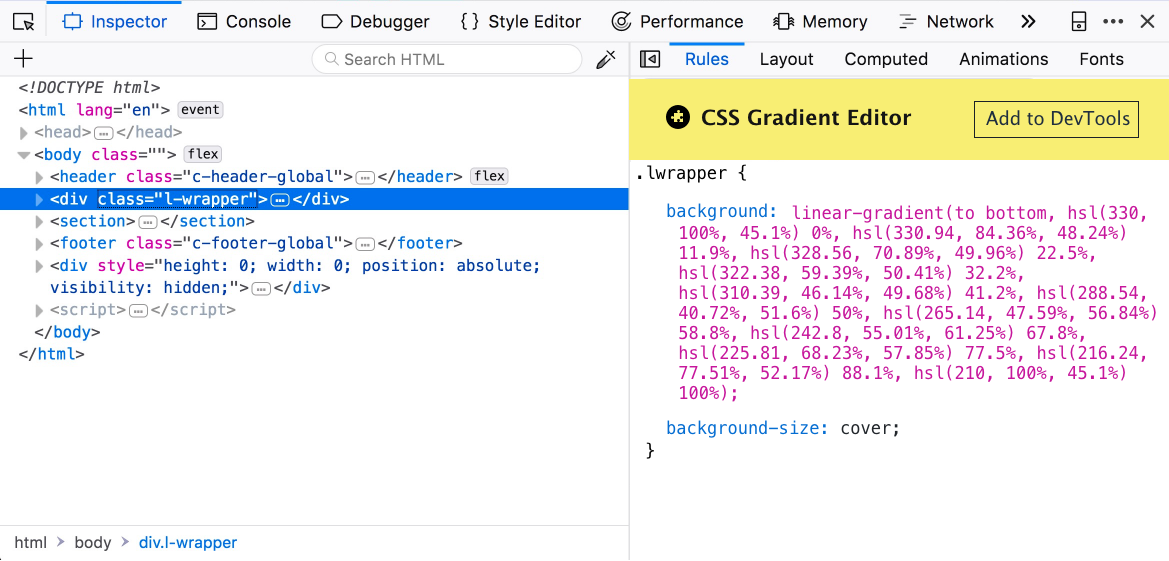 Inspector Console Debugger { } Style Editor Performance Memory Network
Search HTML
<!DOCTYPE html>
<html lang="en"> event
<head>…</head>
<body class=""> flex
<header class="c-header-global">…</header> flex
<div class="l-wrapper">…</div>
<section>…</section>
<footer class="c-footer-global">…</footer>
<div style="height: 0; width: 0; position: absolute;
visibility: hidden;">…</div>
<script>…</script>
</body>
</html>
html > body > div.l-wrapper
Rules Layout Computed Animations Fonts
CSS Gradient Editor Add to DevTools
.lwrapper {
background: linear-gradient(to bottom, hsl(330,
100%, 45.1%) 0%, hsl(330.94, 84.36%, 48.24%)
11.9%, hsl(328.56, 70.89%, 49.96%) 22.5%,
hsl(322.38, 59.39%, 50.41%) 32.2%,
hsl(310.39, 46.14%, 49.68%) 41.2%, hsl(288.54,
40.72%, 51.6%) 50%, hsl(265.14, 47.59%, 56.84%)
58.8%, hsl(242.8, 55.01%, 61.25%) 67.8%,
hsl(225.81, 68.23%, 57.85%) 77.5%, hsl(216.24,
77.51%, 52.17%) 88.1%, hsl(210, 100%, 45.1%)
100%);
background-size: cover;
}